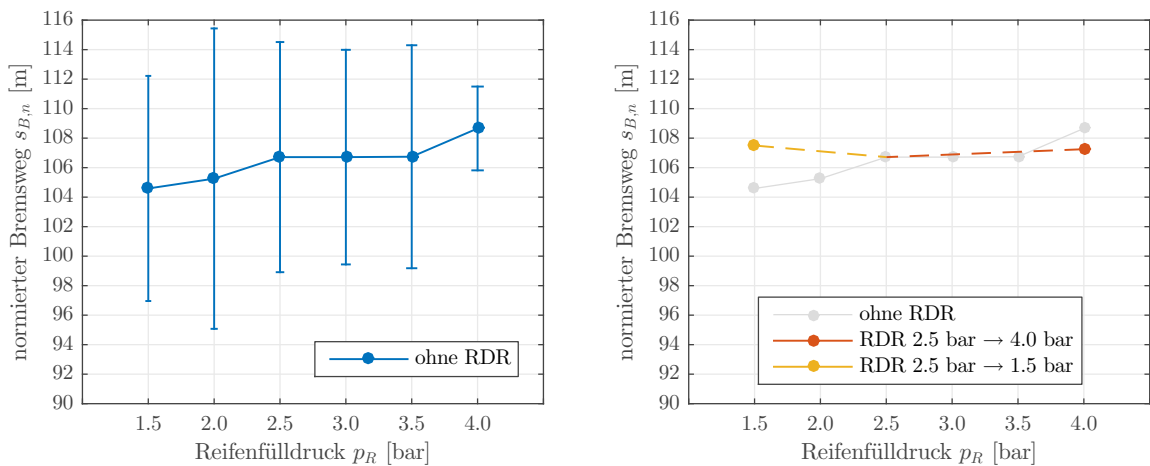 116
114
112
110
108
106
104
102
100
98
96
94
92
90
normierter Bremsweg s_{B,n} [m]
1.5 2.0 2.5 3.0 3.5 4.0
Reifenfülldruck p_R [bar]
ohne RDR
116
114
112
110
108
106
104
102
100
98
96
94
92
90
normierter Bremsweg s_{B,n} [m]
1.5 2.0 2.5 3.0 3.5 4.0
Reifenfülldruck p_R [bar]
ohne RDR
RDR 2.5 bar → 4.0 bar
RDR 2.5 bar → 1.5 bar